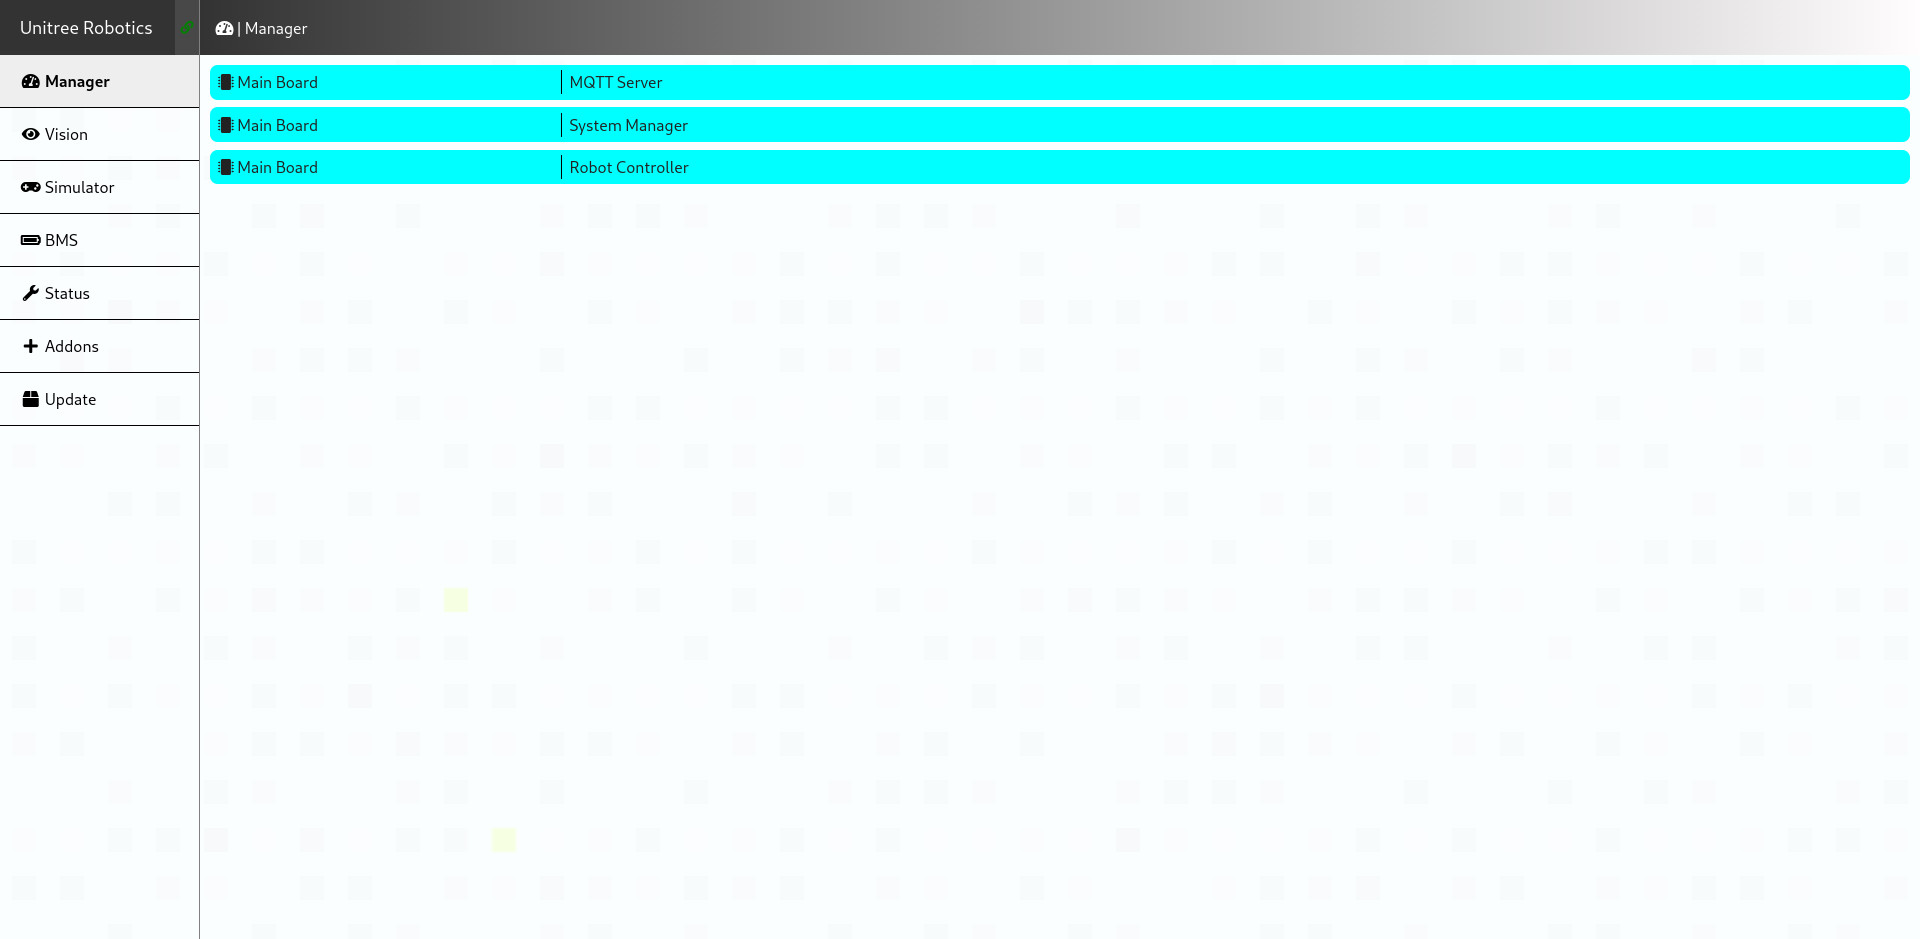 Unitree Robotics
| Manager
Manager
Vision
Simulator
BMS
Status
Addons
Update
Main Board | MQTT Server
Main Board | System Manager
Main Board | Robot Controller